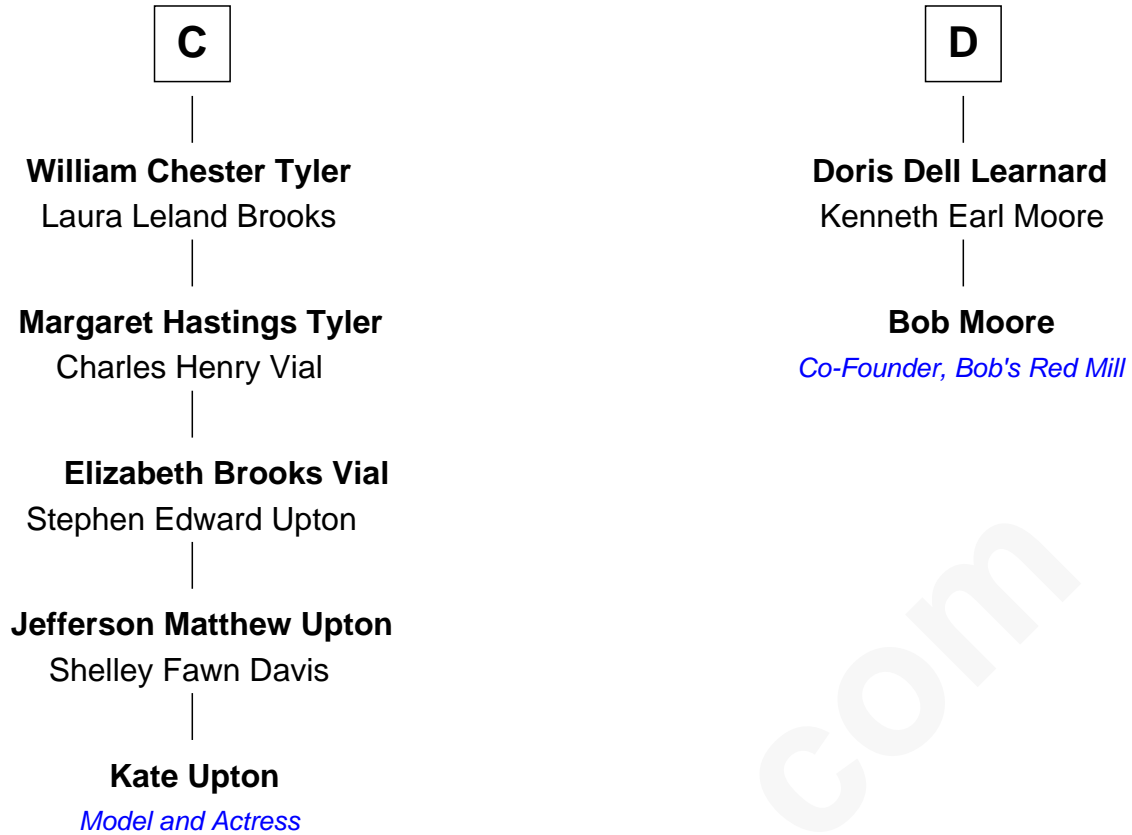 C
William Chester Tyler
Laura Leland Brooks
Margaret Hastings Tyler
Charles Henry Vial
Elizabeth Brooks Vial
Stephen Edward Upton
Jefferson Matthew Upton
Shelley Fawn Davis
Kate Upton
Model and Actress
D
Doris Dell Learnard
Kenneth Earl Moore
Bob Moore
Co-Founder, Bob's Red Mill
com